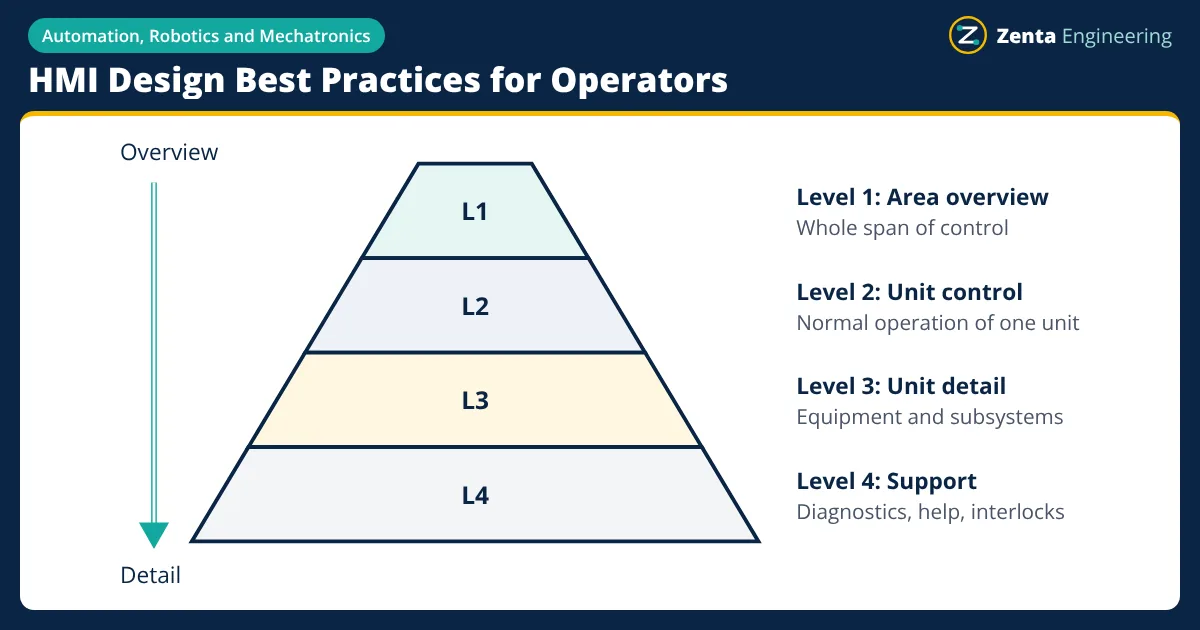 Automation, Robotics and Mechatronics
Zenta Engineering
HMI Design Best Practices for Operators
Overview
L1
Level 1: Area overview
Whole span of control
L2
Level 2: Unit control
Normal operation of one unit
L3
Level 3: Unit detail
Equipment and subsystems
L4
Level 4: Support
Diagnostics, help, interlocks
Detail